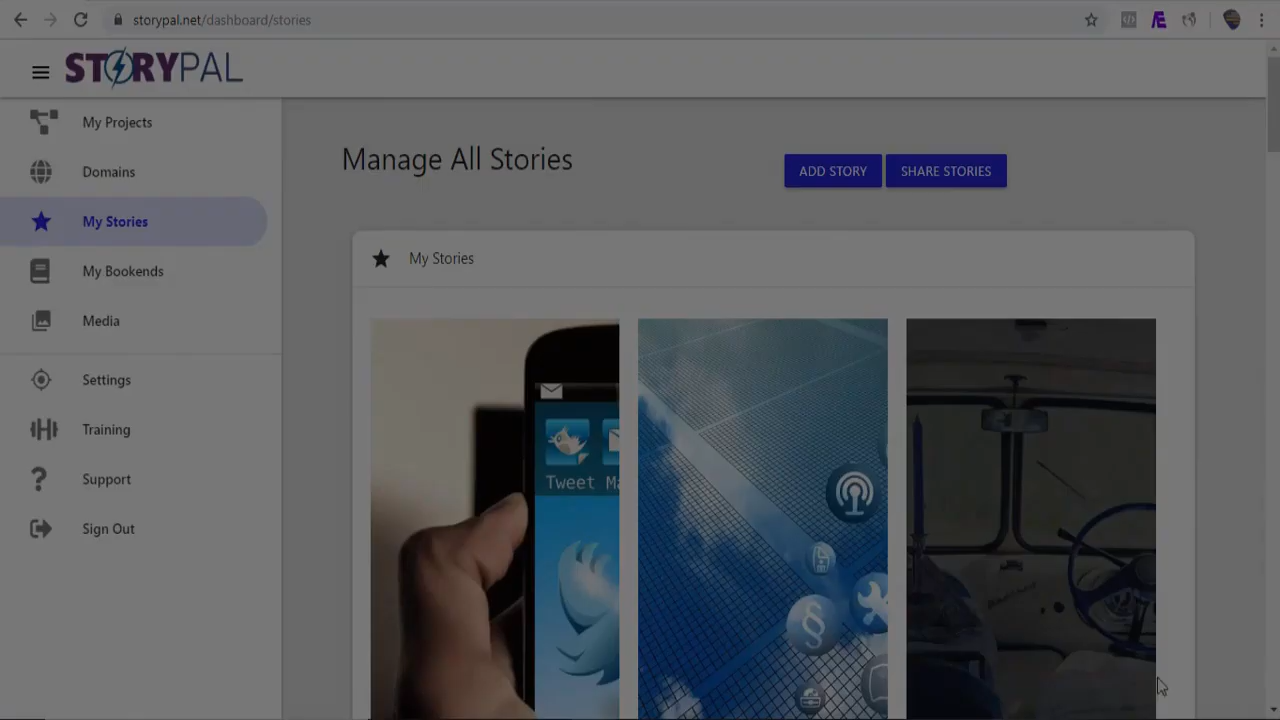 storypal.net/dashboard/stories
STORYPAL
My Projects
Domains
My Stories
My Bookends
Media
Settings
Training
Support
Sign Out
Manage All Stories
ADD STORY
SHARE STORIES
My Stories
Tweet Ma
§